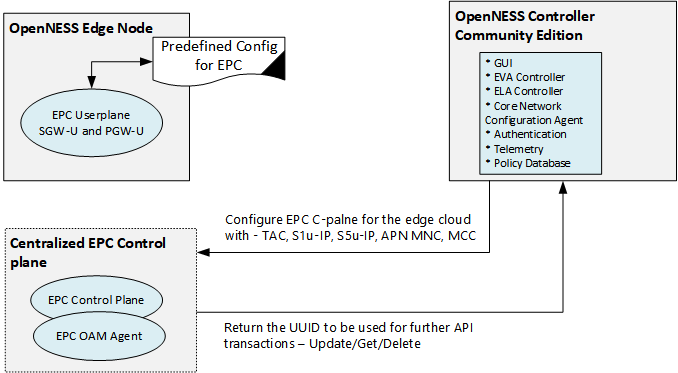 OpenNESS Edge Node
Predefined Config
for EPC
EPC Userplane
SGW-U and PGW-U
OpenNESS Controller
Community Edition
* GUI
* EVA Controller
* ELA Controller
* Core Network
Configuration Agent
* Authentication
* Telemetry
* Policy Database
Configure EPC C-palne for the edge cloud
with - TAC, S1u-IP, S5u-IP, APN MNC, MCC
Centralized EPC Control
plane
EPC Control Plane
EPC OAM Agent
Return the UUID to be used for further API
transactions – Update/Get/Delete